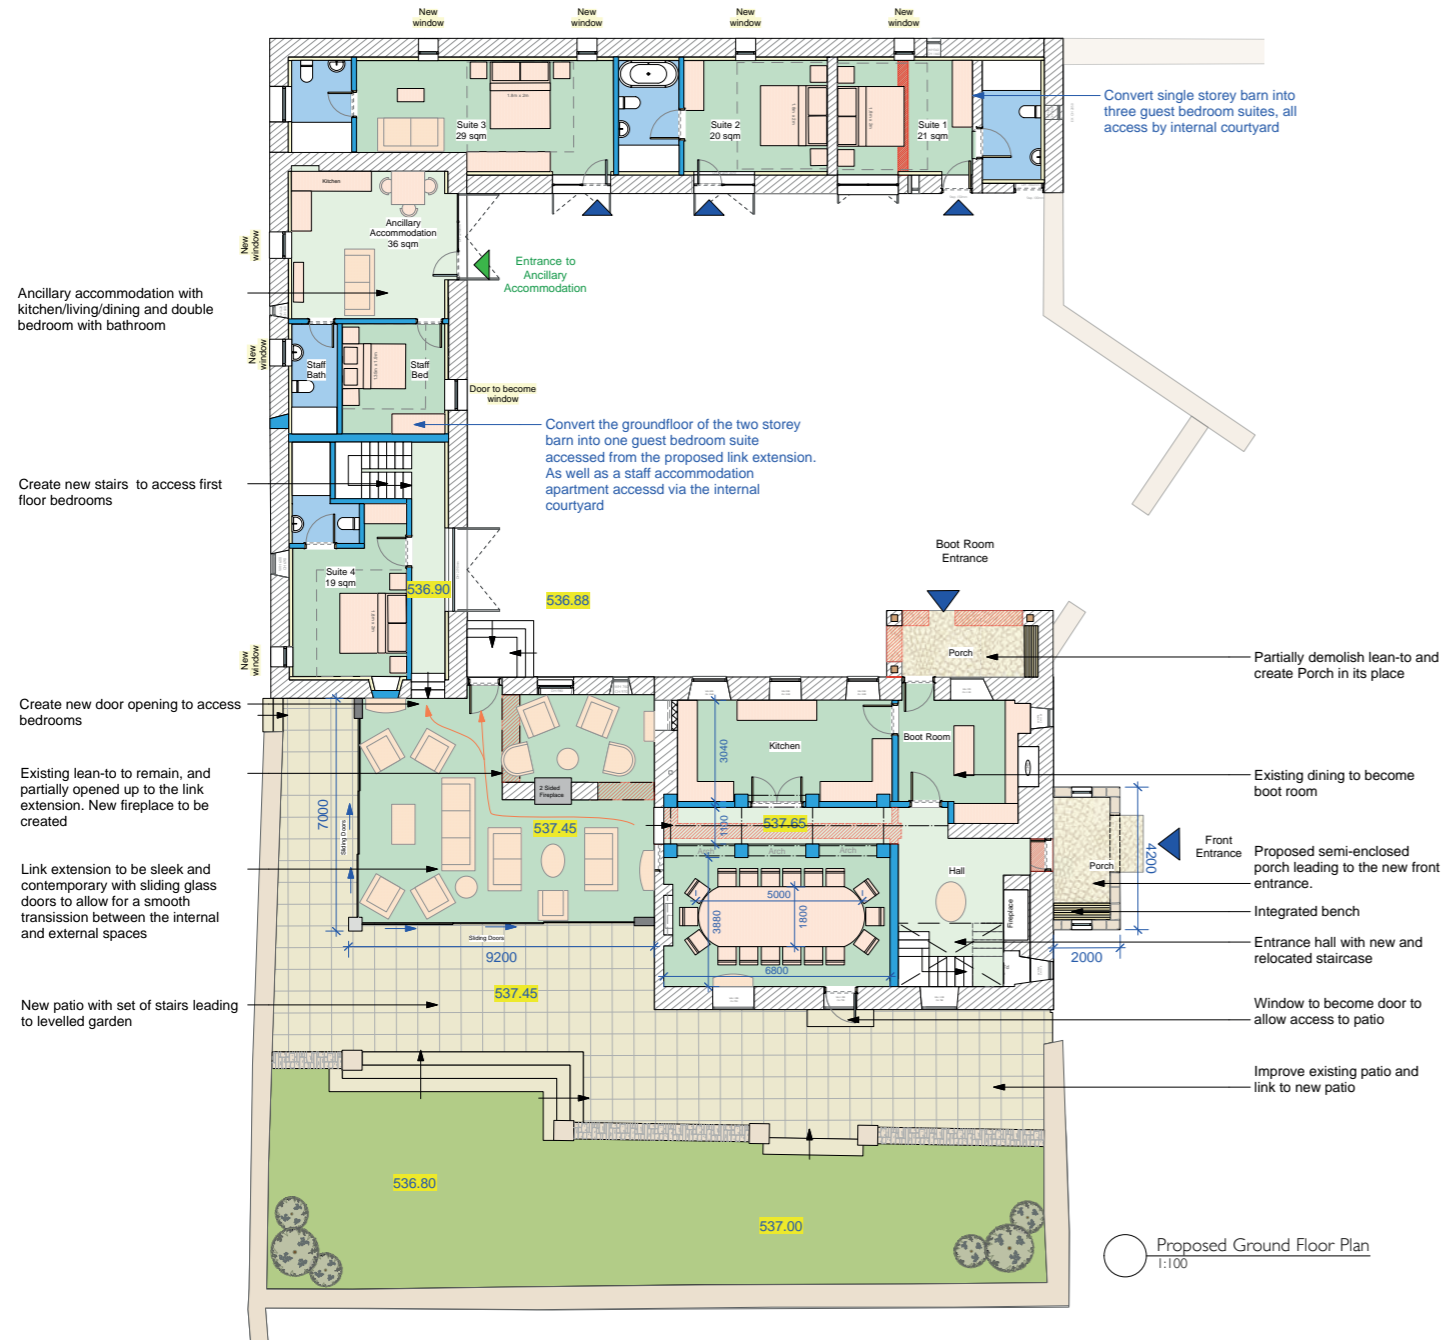 New
window
New
window
New
window
New
window
Convert single storey barn into
three guest bedroom suites, all
access by internal courtyard
Suite 3
29 sqm
1.8m x 2m
Suite 2
20 sqm
Suite 1
21 sqm
Kitchen
Ancillary
Accommodation
36 sqm
New
window
Entrance to
Ancillary
Accommodation
Ancillary accommodation with
kitchen/living/dining and double
bedroom with bathroom
New
window
Staff
Bath
Staff
Bed
Door to become
window
Convert the groundfloor of the two storey
barn into one guest bedroom suite
accessed from the proposed link extension.
As well as a staff accommodation
apartment accessd via the internal
courtyard
Create new stairs to access first
floor bedrooms
Boot Room
Entrance
Suite 4
19 sqm
536.90
536.88
New
window
Porch
Partially demolish lean-to and
create Porch in its place
Create new door opening to access
bedrooms
Kitchen
Boot Room
3040
Existing lean-to to remain, and
partially opened up to the link
extension. New fireplace to be
created
2 Sided
Fireplace
Existing dining to become
boot room
7000
Sliding Doors
537.45
1100
537.65
Arch
Arch
Arch
Front
Entrance
Porch
4200
Proposed semi-enclosed
porch leading to the new front
entrance.
Link extension to be sleek and
contemporary with sliding glass
doors to allow for a smooth
transission between the internal
and external spaces
Hall
5000
1800
3880
Fireplace
Integrated bench
Sliding Doors
9200
6800
2000
Entrance hall with new and
relocated staircase
537.45
New patio with set of stairs leading
to levelled garden
Window to become door to
allow access to patio
Improve existing patio and
link to new patio
536.80
537.00
Proposed Ground Floor Plan
1:100